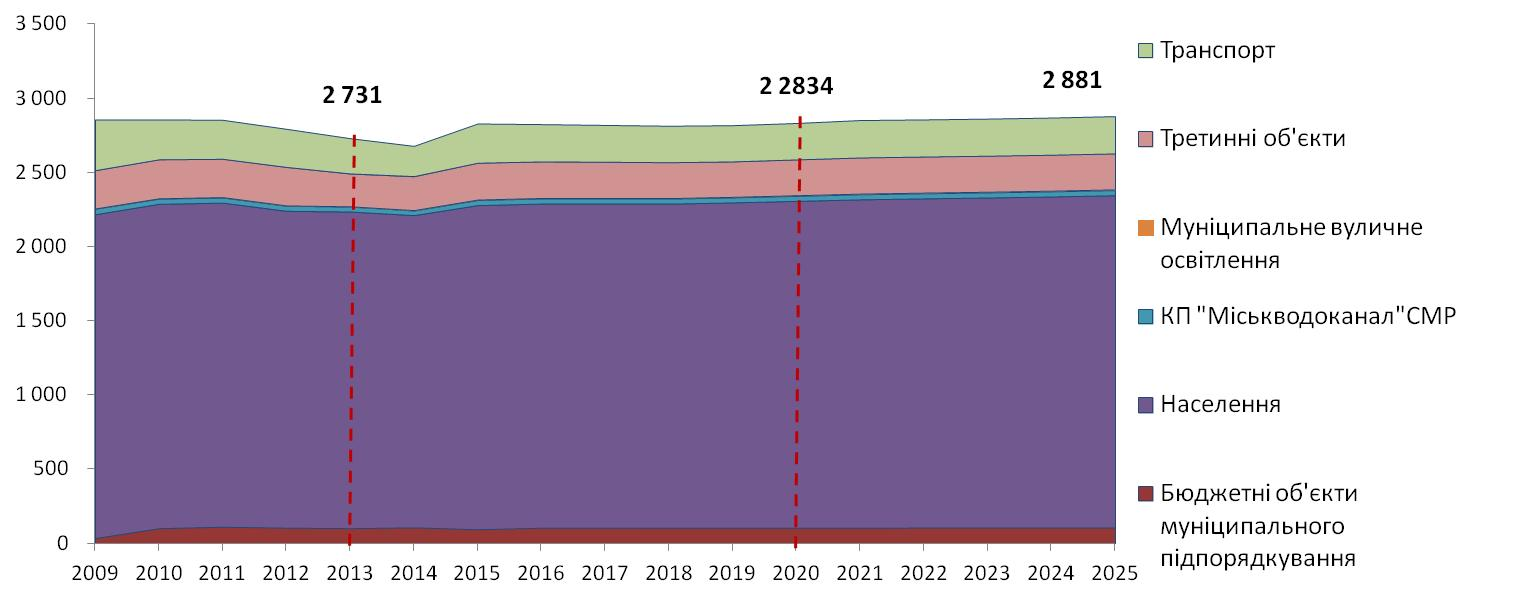 3 500
3 000
2 500
2 000
1 500
1 000
500
0
2 731
2 2834
2 881
2009 2010 2011 2012 2013 2014 2015 2016 2017 2018 2019 2020 2021 2022 2023 2024 2025
Транспорт
Третинні об'єкти
Муніципальне вуличне
освітлення
КП "Міськводоканал"СМР
Населення
Бюджетні об'єкти
муніципального
підпорядкування